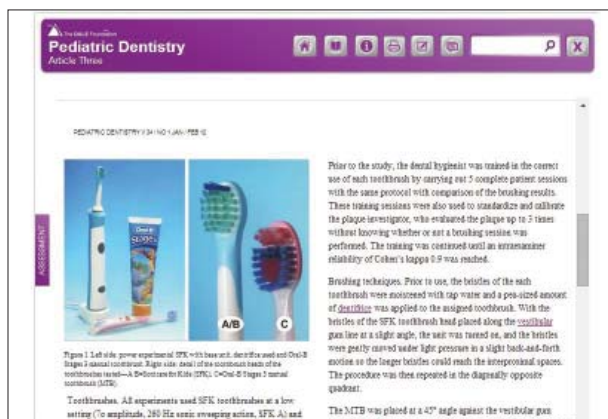 Pediatric Dentistry
Article Three
PEDIATRIC DENTISTRY V 34 / NO 1 JAN / FEB 12
ASSESSMENT
A/B
C
Figure 1. Left side: power experimental SFK with base unit, dentifrice used and Oral-B
Stages 3 manual toothbrush. Right side: detail of the toothbrush heads of the
toothbrushes tested—A B=Sonicare for Kids (SFK), C=Oral-B Stages 3 manual
toothbrush (MTB).
Toothbrushes. All experiments used SFK toothbrushes at a low
setting (7o amplitude, 260 Hz sonic sweeping action, SFK A) and
Prior to the study, the dental hygienist was trained in the correct
use of each toothbrush by carrying out 5 complete patient sessions
with the same protocol with comparison of the brushing results.
These training sessions were also used to standardize and calibrate
the plaque investigator, who evaluated the plaque up to 3 times
without knowing whether or not a brushing session was
performed. The training was continued until an intraexaminer
reliability of Cohen's kappa 0.9 was reached.
Brushing techniques. Prior to use, the bristles of the each
toothbrush were moistened with tap water and a pea-sized amount
of dentifrice was applied to the assigned toothbrush. With the
bristles of the SFK toothbrush head placed along the vestibular
gum line at a slight angle, the unit was turned on, and the bristles
were gently moved under light pressure in a slight back-and-forth
motion so the longer bristles could reach the interproximal spaces.
The procedure was then repeated in the diagonally opposite
quadrant.
The MTB was placed at a 45° angle against the vestibular gum